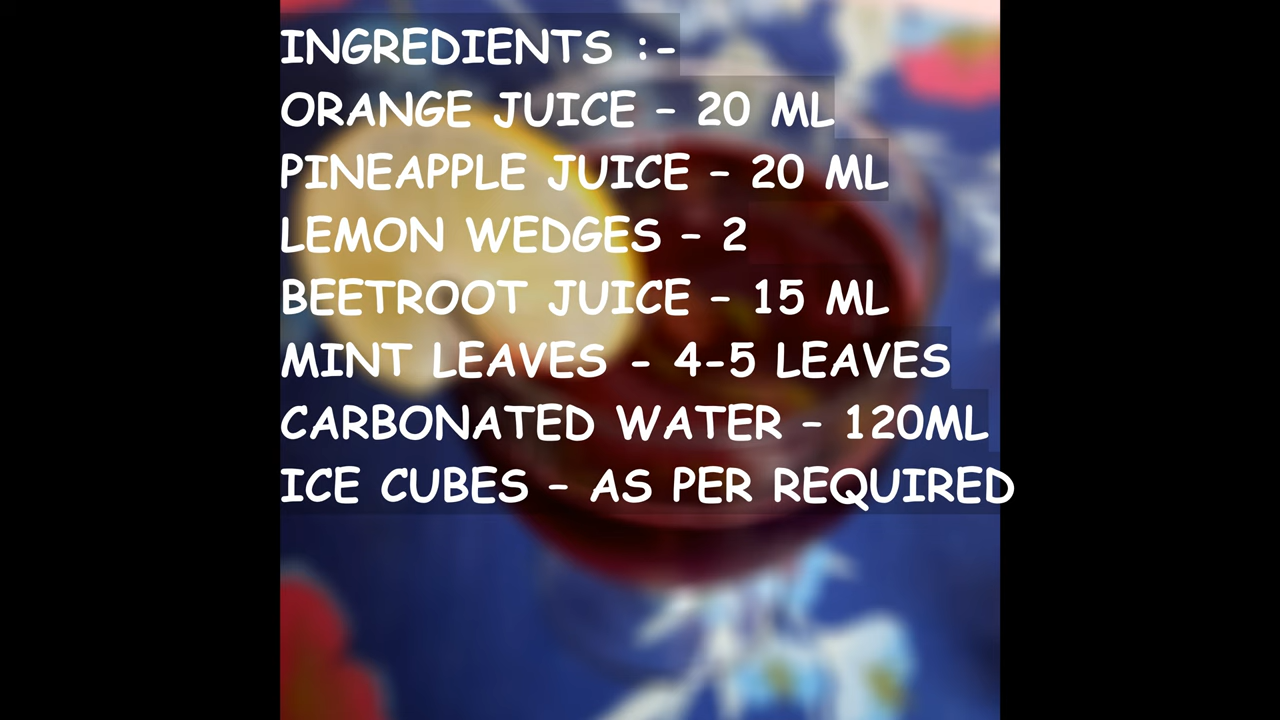 INGREDIENTS :-
ORANGE JUICE - 20 ML
PINEAPPLE JUICE - 20 ML
LEMON WEDGES - 2
BEETROOT JUICE - 15 ML
MINT LEAVES - 4-5 LEAVES
CARBONATED WATER - 120ML
ICE CUBES - AS PER REQUIRED